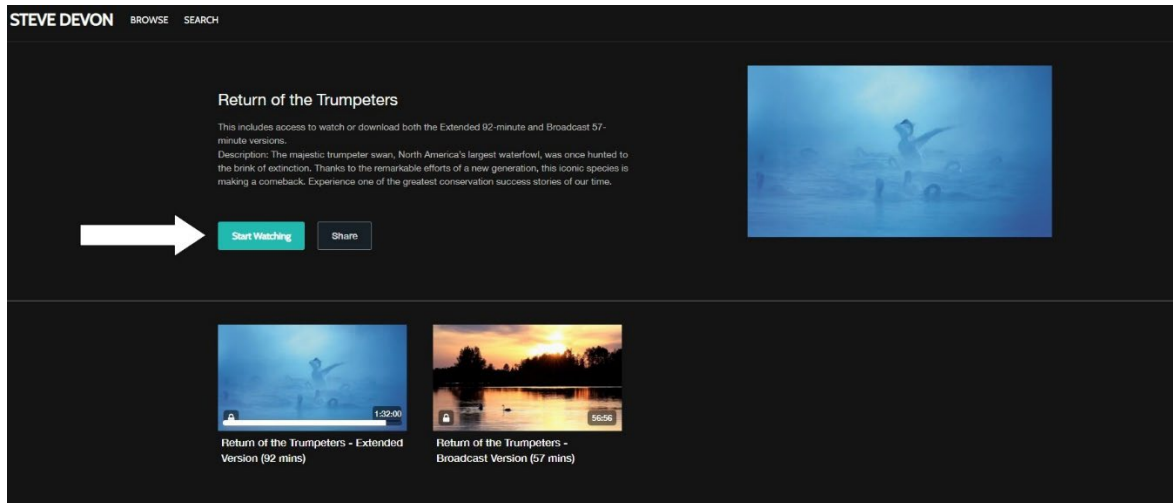 STEVE DEVON BROWSE SEARCH
Return of the Trumpeters
This includes access to watch or download both the Extended 92-minute and Broadcast 57-
minute versions.
Description: The majestic trumpeter swan, North America's largest waterfowl, was once hunted to
the brink of extinction. Thanks to the remarkable efforts of a new generation, this iconic species is
making a comeback. Experience one of the greatest conservation success stories of our time.
Start Watching Share
1:32:00
56:56
Return of the Trumpeters - Extended
Version (92 mins)
Return of the Trumpeters -
Broadcast Version (57 mins)